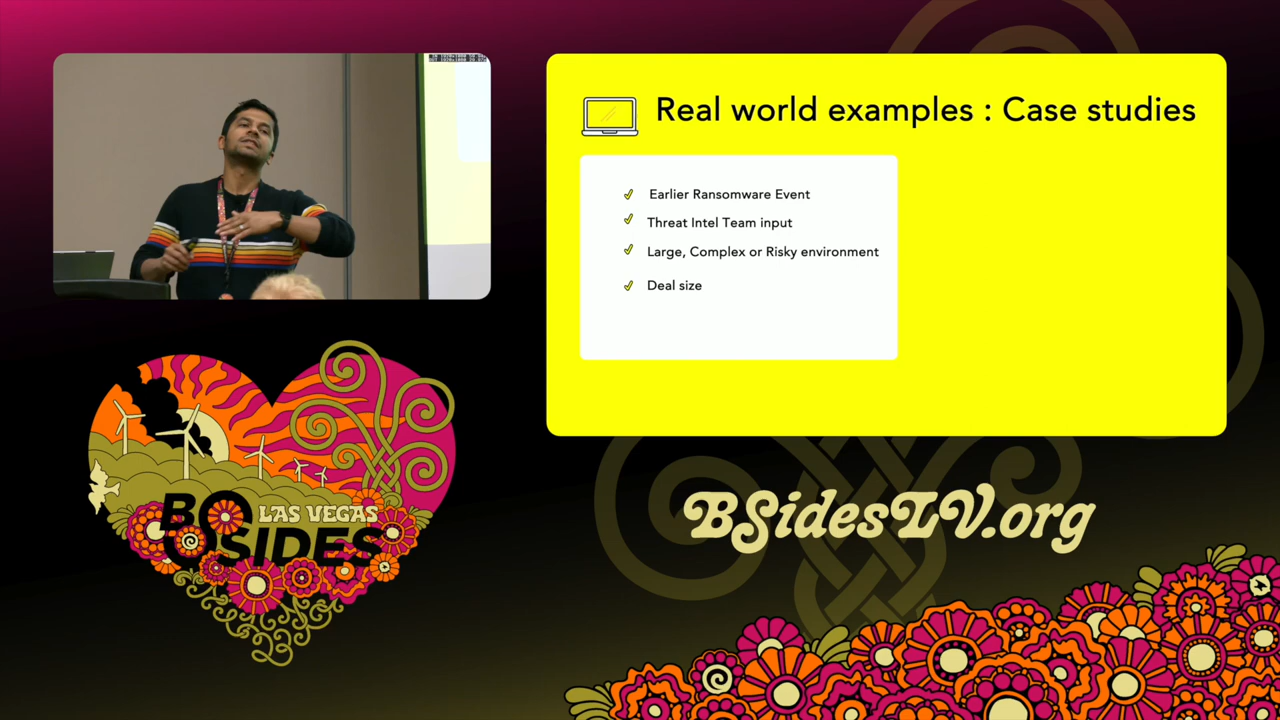 Real world examples : Case studies
Earlier Ransomware Event
Threat Intel Team input
Large, Complex or Risky environment
Deal size
LAS VEGAS
BSIDES
BSidesLV.org